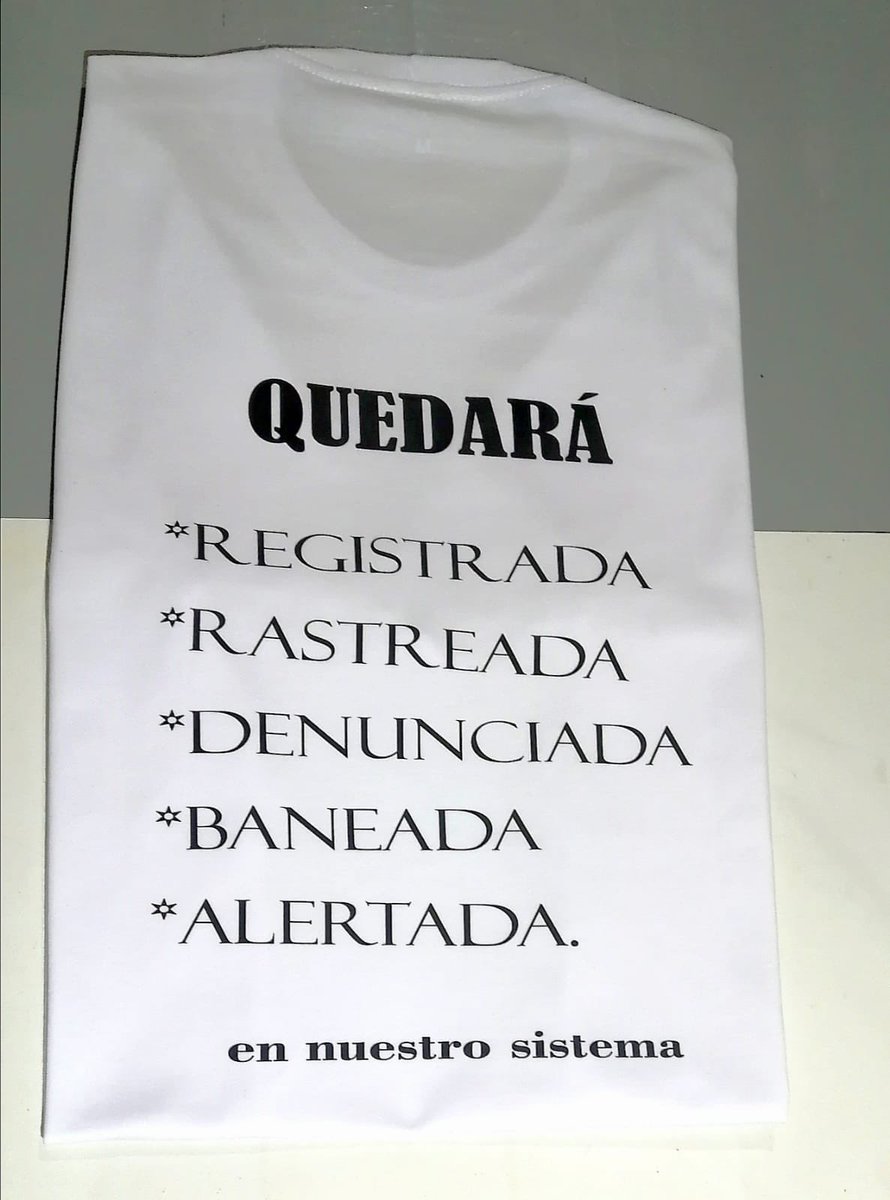 QUEDARÁ
*REGISTRADA
*RASTREADA
*DENUNCIADA
*BANEADA
*ALERTADA.
en nuestro sistema